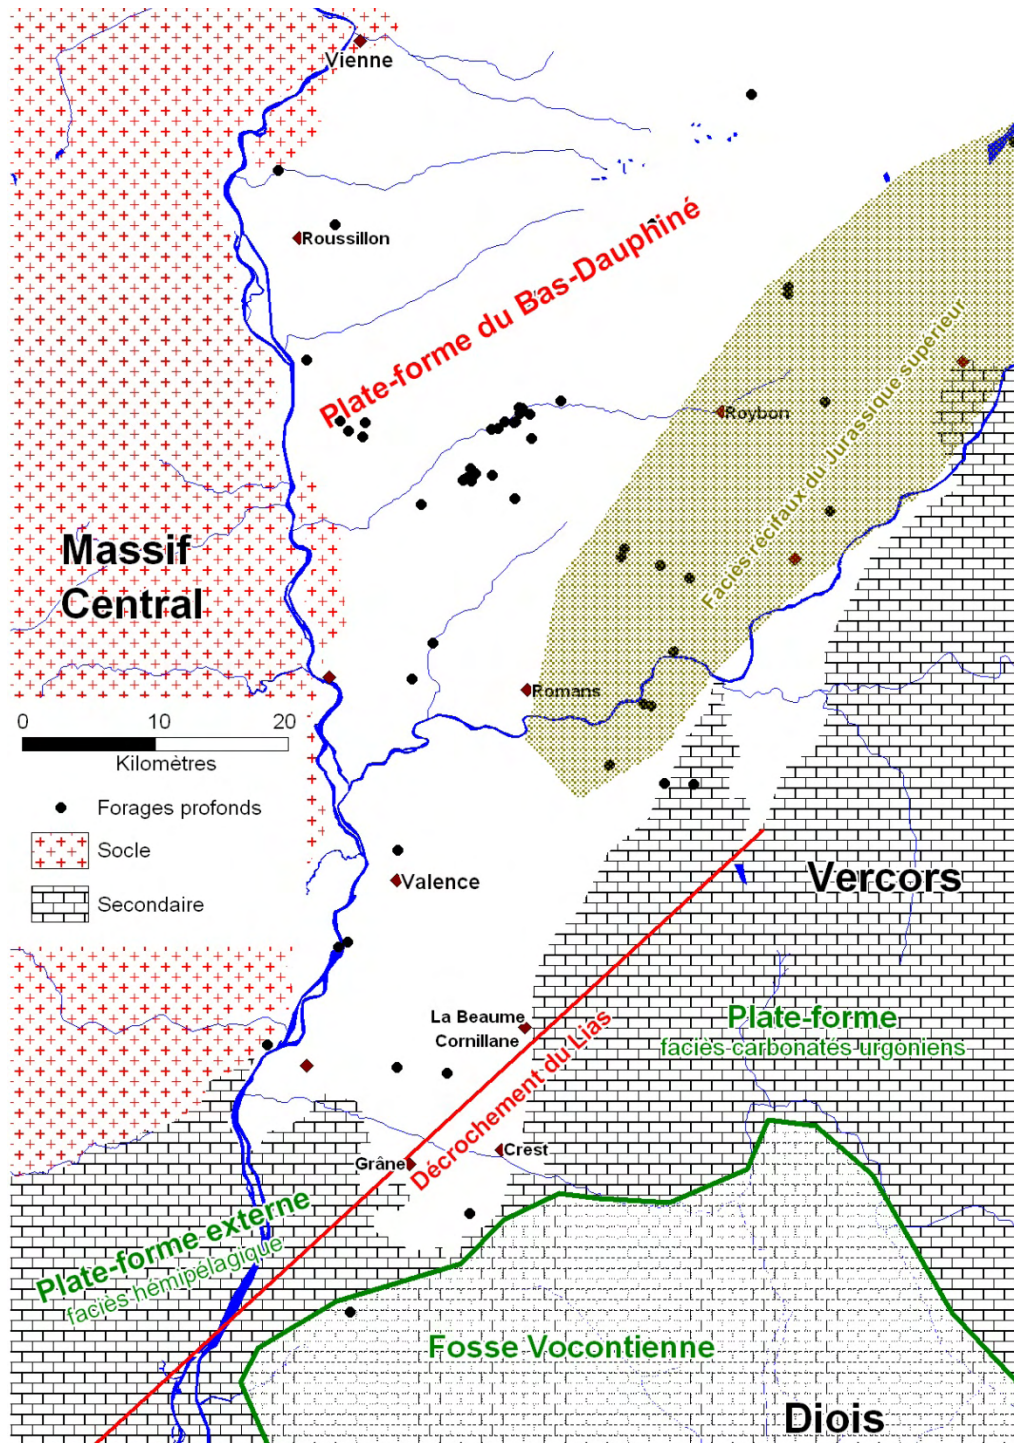 Vienne
Roussillon
Plate-forme du Bas-Dauphiné
Faciès récifaux du Jurassique supérieur
Roybon
Massif
Central
Romans
0 10 20
Kilomètres
Forages profonds
Socle
Secondaire
Valence
Vercors
La Beaume
Cornillane
Décrochement du Lias
Plate-forme
faciès carbonatés urgoniens
Crest
Grâne
Plate-forme externe
faciès hémipélagique
Fosse Vocontienne
Diois